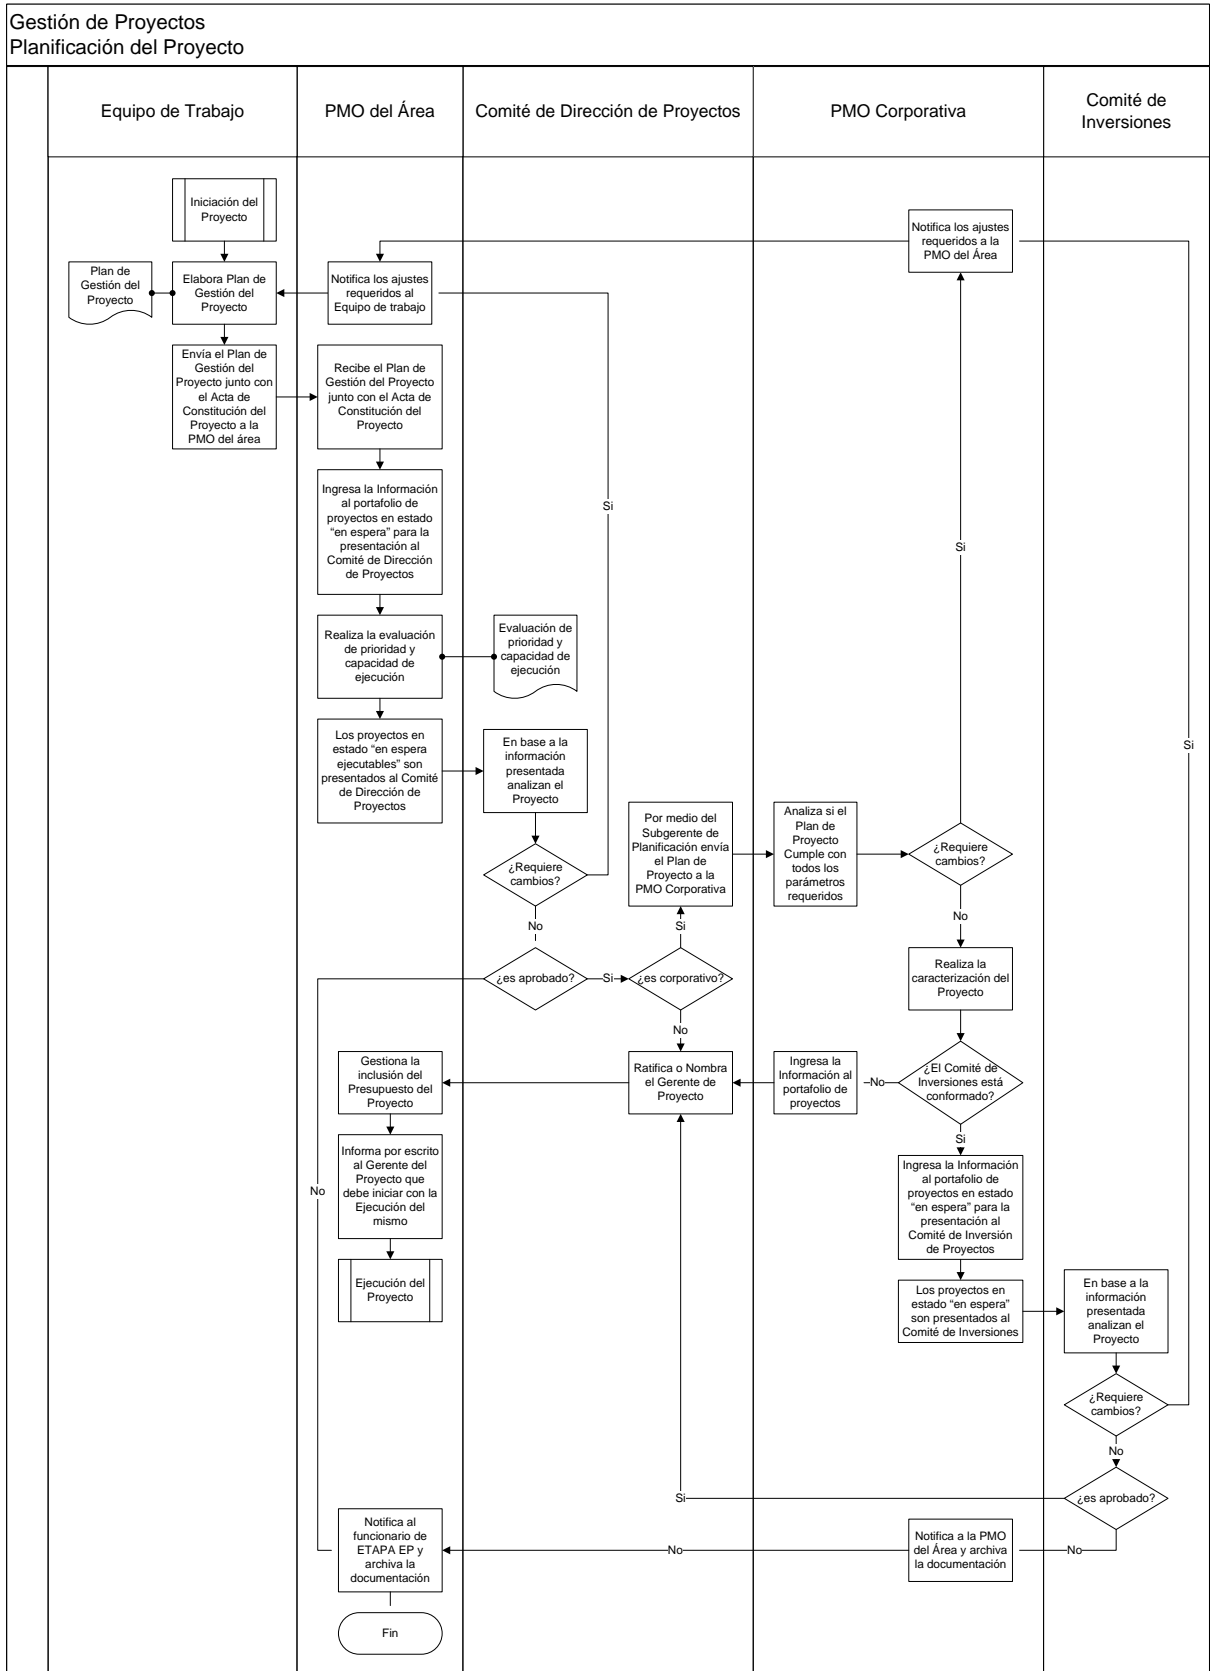 Gestión de Proyectos
Planificación del Proyecto
Equipo de Trabajo
PMO del Área
Comité de Dirección de Proyectos
PMO Corporativa
Comité de
Inversiones
Iniciación del
Proyecto
Plan de
Gestión del
Proyecto
Elabora Plan de
Gestión del
Proyecto
Notifica los ajustes
requeridos al
Equipo de trabajo
Notifica los ajustes
requeridos a la
PMO del Área
Envía el Plan de
Gestión del
Proyecto junto con
el Acta de
Constitución del
Proyecto a la
PMO del área
Recibe el Plan de
Gestión del Proyecto
junto con el Acta de
Constitución del
Proyecto
Ingresa la Información
al portafolio de
proyectos en estado
“en espera” para la
presentación al
Comité de Dirección
de Proyectos
Si
Si
Realiza la evaluación
de prioridad y
capacidad de
ejecución
Evaluación de
prioridad y
capacidad de
ejecución
Los proyectos en
estado “en espera
ejecutables” son
presentados al Comité
de Dirección de
Proyectos
En base a la
información
presentada
analizan el
Proyecto
Si
Por medio del
Subgerente de
Planificación envía
el Plan de
Proyecto a la
PMO Corporativa
Analiza si el
Plan de
Proyecto
Cumple con
todos los
parámetros
requeridos
¿Requiere
cambios?
¿Requiere
cambios?
No
Si
No
¿es aprobado?
Si
¿es corporativo?
Realiza la
caracterización del
Proyecto
No
Gestiona la
inclusión del
Presupuesto del
Proyecto
Ratifica o Nombra
el Gerente de
Proyecto
Ingresa la
Información al
portafolio de
proyectos
No
¿El Comité de
Inversiones está
conformado?
Si
Informa por escrito
al Gerente del
Proyecto que
debe iniciar con la
Ejecución del
mismo
No
Ingresa la Información
al portafolio de
proyectos en estado
“en espera” para la
presentación al
Comité de Inversión
de Proyectos
Ejecución del
Proyecto
Los proyectos en
estado “en espera”
son presentados al
Comité de Inversiones
En base a la
información
presentada
analizan el
Proyecto
¿Requiere
cambios?
No
Si
¿es aprobado?
Notifica al
funcionario de
ETAPA EP y
archiva la
documentación
No
Notifica a la PMO
del Área y archiva
la documentación
No
Fin